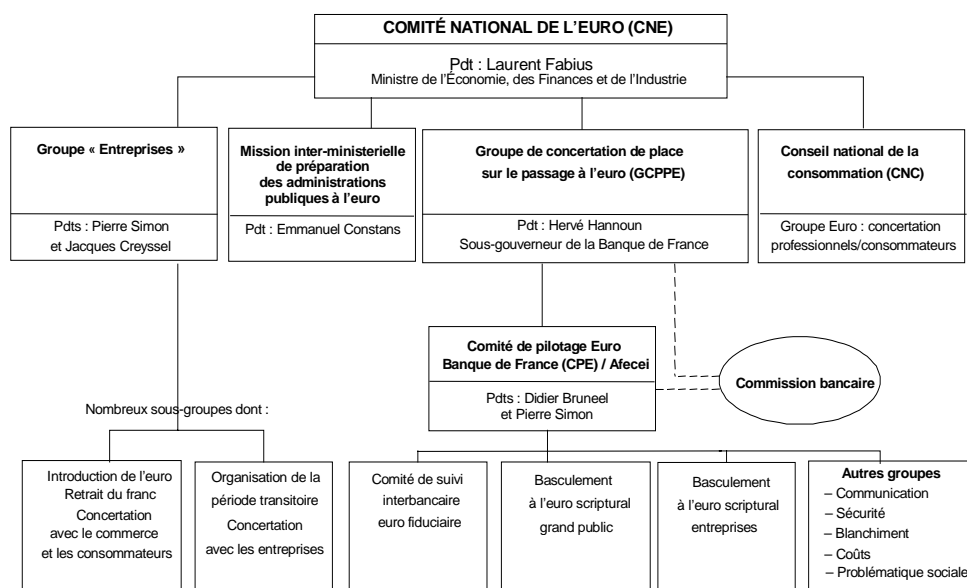 COMITÉ NATIONAL DE L'EURO (CNE)
Pdt : Laurent Fabius
Ministre de l'Économie, des Finances et de l'Industrie
Groupe « Entreprises »
Pdts : Pierre Simon
et Jacques Creyssel
Mission inter-ministerielle
de préparation
des administrations
publiques à l'euro
Pdt : Emmanuel Constans
Groupe de concertation de place
sur le passage à l'euro (GCPPE)
Pdt : Hervé Hannoun
Sous-gouverneur de la Banque de France
Conseil national de la
consommation (CNC)
Groupe Euro : concertation
professionnels/consommateurs
Comité de pilotage Euro
Banque de France (CPE) / Afecei
Pdts : Didier Bruneel
et Pierre Simon
Commission bancaire
Nombreux sous-groupes dont :
Introduction de l'euro
Retrait du franc
Concertation
avec le commerce
et les consommateurs
Organisation de la
période transitoire
Concertation
avec les entreprises
Comité de suivi
interbancaire
euro fiduciaire
Basculement
à l'euro scriptural
grand public
Basculement
à l'euro scriptural
entreprises
Autres groupes
– Communication
– Sécurité
– Blanchiment
– Coûts
– Problématique sociale